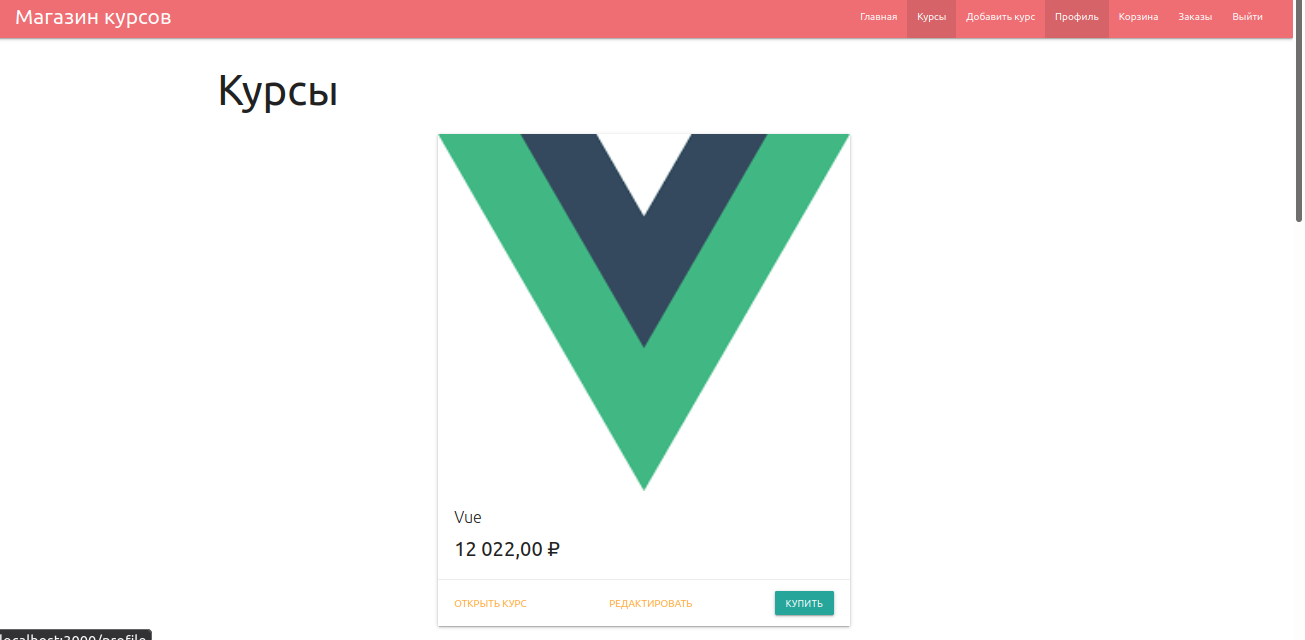 Магазин курсов
Главная Курсы Добавить курс Профиль Корзина Заказы Выйти
Курсы
Vue
12 022,00 ₽
ОТКРЫТЬ КУРС РЕДАКТИРОВАТЬ КУПИТЬ
localhost:3000/profile